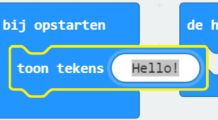 bij opstarten
de h
toon tekens Hello!